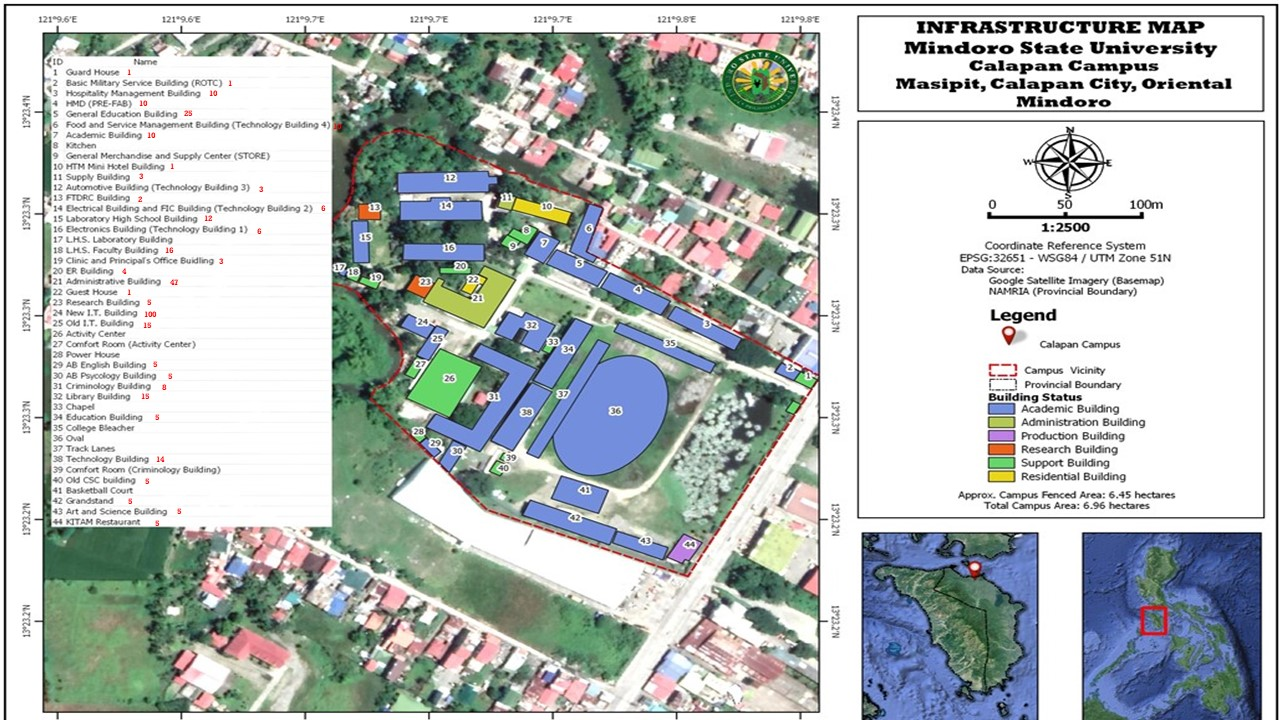 121°9.6'E 121°9.6'E 121°9.7'E 121°9.7'E 121°9.7'E 121°9.8'E 121°9.8'E
INFRASTRUCTURE MAP
Mindoro State University
Calapan Campus
Masipit, Calapan City, Oriental
Mindoro
ID Name
1 Guard House 1
2 Basic Military Service Building (ROTC) 1
3 Hospitality Management Building 10
4 HMD (PRE-FAB) 10
5 General Education Building 25
6 Food and Service Management Building (Technology Building 4)
7 Academic Building 10
8 Kitchen
9 General Merchandise and Supply Center (STORE)
10 HTM Mini Hotel Building 1
11 Supply Building 3
12 Automotive Building (Technology Building 3) 3
13 FTDRC Building 2
14 Electrical Building and FIC Building (Technology Building 2) 6
15 Laboratory High School Building 12
16 Electronics Building (Technology Building 1) 6
17 L.H.S. Laboratory Building
18 L.H.S. Faculty Building 16
19 Clinic and Principal's Office Buidling 3
20 ER Building 4
21 Administrative Building 47
22 Guest House 1
23 Research Building 5
24 New I.T. Building 100
25 Old I.T. Building 15
26 Activity Center
27 Comfort Room (Activity Center)
28 Power House
29 AB English Building 5
30 AB Psycology Building 5
31 Criminology Building 8
32 Library Building 15
33 Chapel
34 Education Building 5
35 College Bleacher
36 Oval
37 Track Lanes
38 Technology Building 14
39 Comfort Room (Criminology Building)
40 Old CSC building 5
41 Basketball Court
42 Grandstand 5
43 Art and Science Building 5
44 KITAM Restaurant 5
13°23.4'N
13°23.3'N
13°23.3'N
13°23.3'N
13°23.2'N
13°23.2'N
12
13
14
11
10
15
8
9
7
6
16
5
17
18
19
20
23
22
21
4
24
25
32
33
34
35
3
27
26
31
37
38
36
2
1
28
29
30
39
40
41
42
43
44
13°23.4'N
13°23.3'N
13°23.3'N
13°23.3'N
13°23.2'N
13°23.2'N
N
W E
S
0 50 100m
1:2500
Coordinate Reference System
EPSG:32651 - WSG84 / UTM Zone 51N
Data Source:
Google Satellite Imagery (Basemap)
NAMRIA (Provincial Boundary)
Legend
Calapan Campus
Campus Vicinity
Provincial Boundary
Building Status
Academic Building
Administration Building
Production Building
Research Building
Support Building
Residential Building
Approx. Campus Fenced Area: 6.45 hectares
Total Campus Area: 6.96 hectares